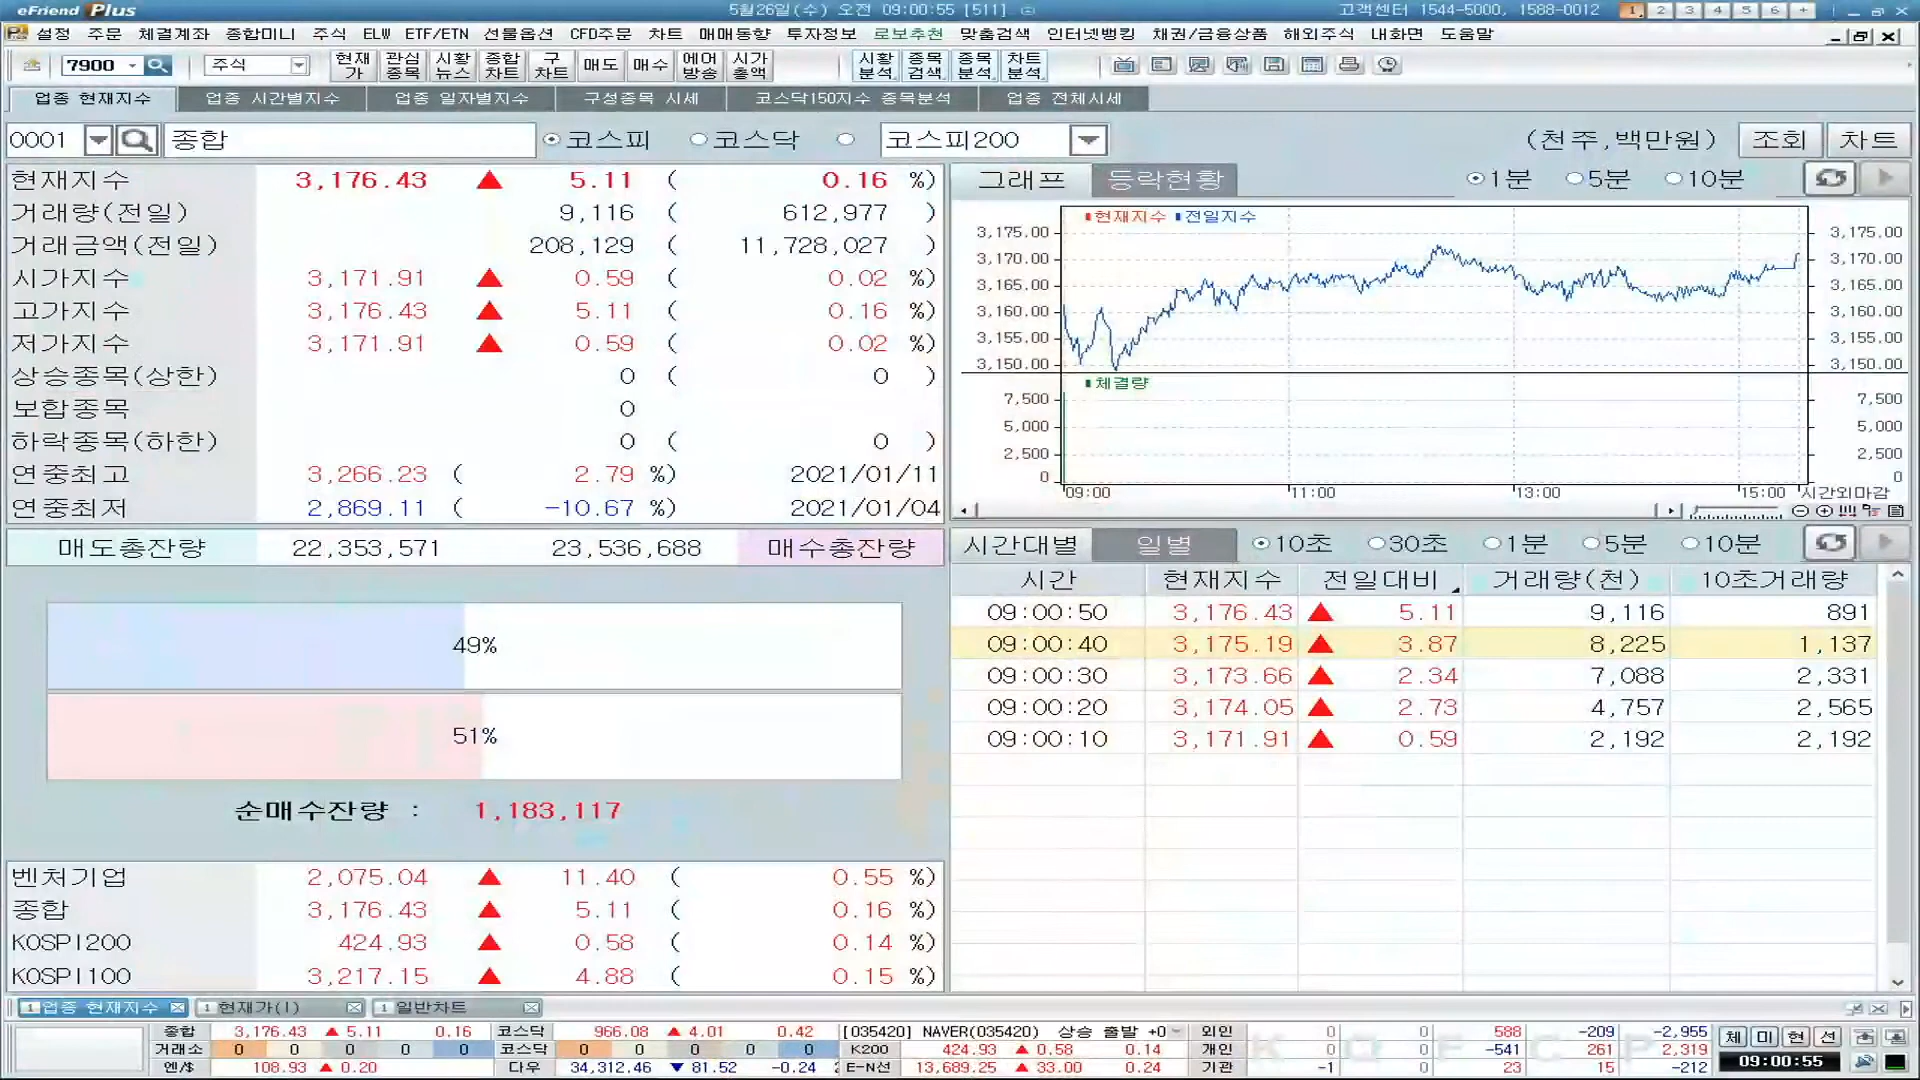 eFriend Plus 5월26일(수) 오전 09:00:55 [511] 고객센터 1544-5000, 1588-0012 1 2 3 4 5 6 +
설정 주문 체결계좌 종합미니 주식 ELW ETF/ETN 선물옵션 CFD주문 차트 매매동향 투자정보 로보추천 맞춤검색 인터넷뱅킹 채권/금융상품 해외주식 내화면 도움말
7900 주식 현재가 관심종목 시황뉴스 종합차트 구차트 매도 매수 에어방송 시가총액 시황분석 종목검색 종목분석 차트분석
업종 현재지수 업종 시간별지수 업종 일자별지수 구성종목 시세 코스닥150지수 종목분석 업종 전체시세
0001 종합 코스피 코스닥 코스피200 (천주,백만원) 조회 차트
현재지수 3,176.43 ▲ 5.11 ( 0.16 %)
거래량(전일) 9,116 ( 612,977 )
거래금액(전일) 208,129 ( 11,728,027 )
시가지수 3,171.91 ▲ 0.59 ( 0.02 %)
고가지수 3,176.43 ▲ 5.11 ( 0.16 %)
저가지수 3,171.91 ▲ 0.59 ( 0.02 %)
상승종목(상한) 0 ( 0 )
보합종목 0
하락종목(하한) 0 ( 0 )
연중최고 3,266.23 ( 2.79 %) 2021/01/11
연중최저 2,869.11 ( -10.67 %) 2021/01/04
그래프 등락현황 1분 5분 10분
현재지수 전일지수
3,175.00 3,175.00
3,170.00 3,170.00
3,165.00 3,165.00
3,160.00 3,160.00
3,155.00 3,155.00
3,150.00 3,150.00
체결량
7,500 7,500
5,000 5,000
2,500 2,500
0 0
09:00 11:00 13:00 15:00 시간외마감
매도총잔량 22,353,571 23,536,688 매수총잔량
49%
51%
순매수잔량 : 1,183,117
벤처기업 2,075.04 ▲ 11.40 ( 0.55 %)
종합 3,176.43 ▲ 5.11 ( 0.16 %)
KOSPI200 424.93 ▲ 0.58 ( 0.14 %)
KOSPI100 3,217.15 ▲ 4.88 ( 0.15 %)
시간대별 일별 10초 30초 1분 5분 10분
시간 현재지수 전일대비 거래량(천) 10초거래량
09:00:50 3,176.43 ▲ 5.11 9,116 891
09:00:40 3,175.19 ▲ 3.87 8,225 1,137
09:00:30 3,173.66 ▲ 2.34 7,088 2,331
09:00:20 3,174.05 ▲ 2.73 4,757 2,565
09:00:10 3,171.91 ▲ 0.59 2,192 2,192
1 업종 현재지수 1 현재가(I) 1 일반차트
종합 3,176.43 ▲ 5.11 0.16 코스닥 966.08 ▲ 4.01 0.42 [035420] NAVER(035420) 상승 출발 +0 외인 0 0 588 -209 -2,955 체 미 현 선
거래소 0 0 0 0 0 코스닥 0 0 0 0 0 K200 424.93 ▲ 0.58 0.14 개인 0 0 -541 261 2,319
엔/$ 108.93 ▲ 0.20 다우 34,312.46 ▼ 81.52 -0.24 E-N선 13,689.25 ▲ 33.00 0.24 기관 -1 0 23 15 -212 09:00:55